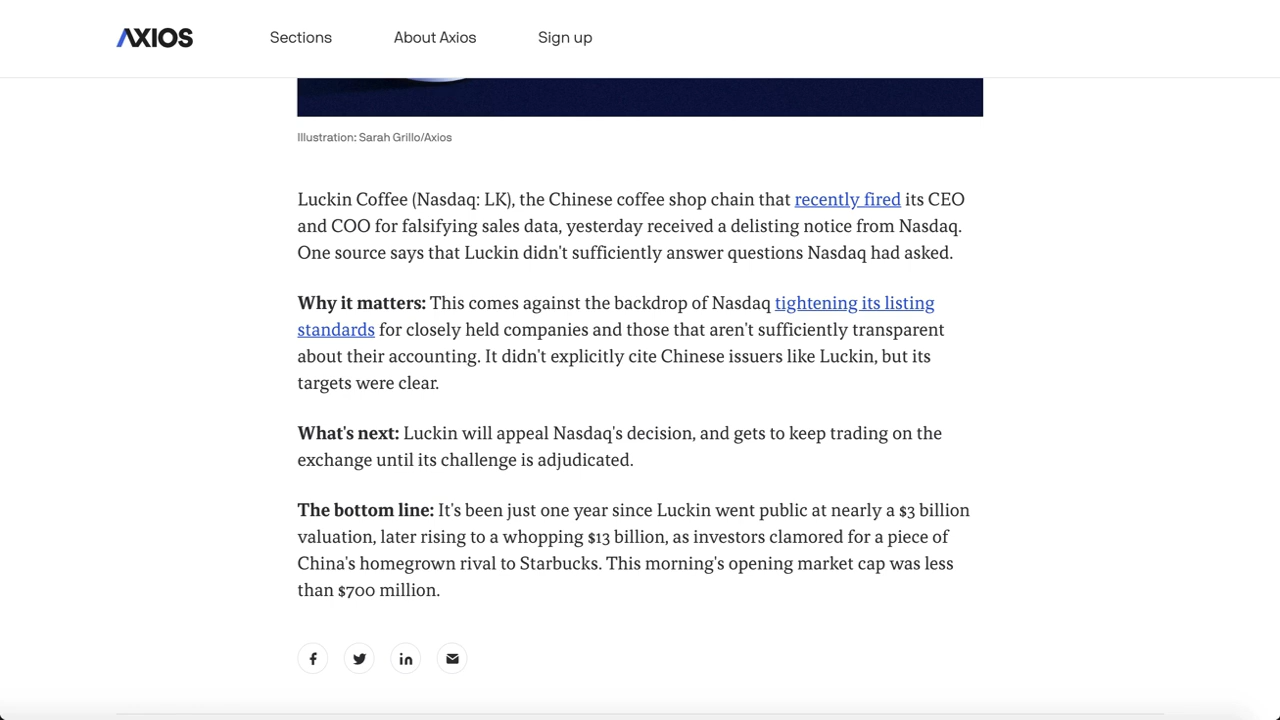 AXIOS
Sections
About Axios
Sign up
Illustration: Sarah Grillo/Axios
Luckin Coffee (Nasdaq: LK), the Chinese coffee shop chain that recently fired its CEO
and COO for falsifying sales data, yesterday received a delisting notice from Nasdaq.
One source says that Luckin didn't sufficiently answer questions Nasdaq had asked.
Why it matters: This comes against the backdrop of Nasdaq tightening its listing
standards for closely held companies and those that aren't sufficiently transparent
about their accounting. It didn't explicitly cite Chinese issuers like Luckin, but its
targets were clear.
What's next: Luckin will appeal Nasdaq's decision, and gets to keep trading on the
exchange until its challenge is adjudicated.
The bottom line: It's been just one year since Luckin went public at nearly a $3 billion
valuation, later rising to a whopping $13 billion, as investors clamored for a piece of
China's homegrown rival to Starbucks. This morning's opening market cap was less
than $700 million.